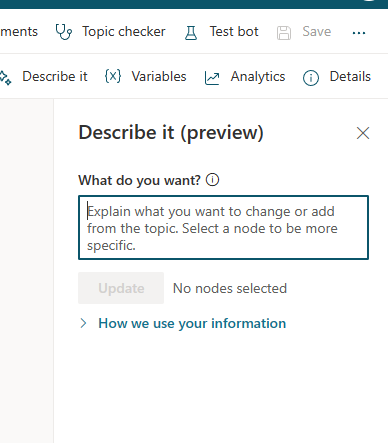 ments Topic checker Test bot Save ...
Describe it {x} Variables Analytics Details
Describe it (preview)
What do you want?
Explain what you want to change or add
from the topic. Select a node to be more
specific.
Update No nodes selected
How we use your information